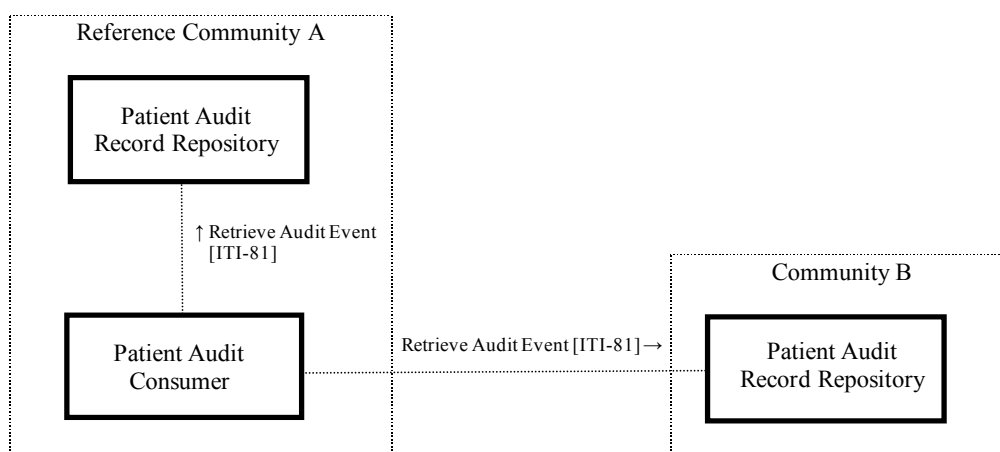 Reference Community A
Patient Audit
Record Repository
↑ Retrieve Audit Event
[ITI-81]
Patient Audit
Consumer
Retrieve Audit Event [ITI-81]→
Community B
Patient Audit
Record Repository